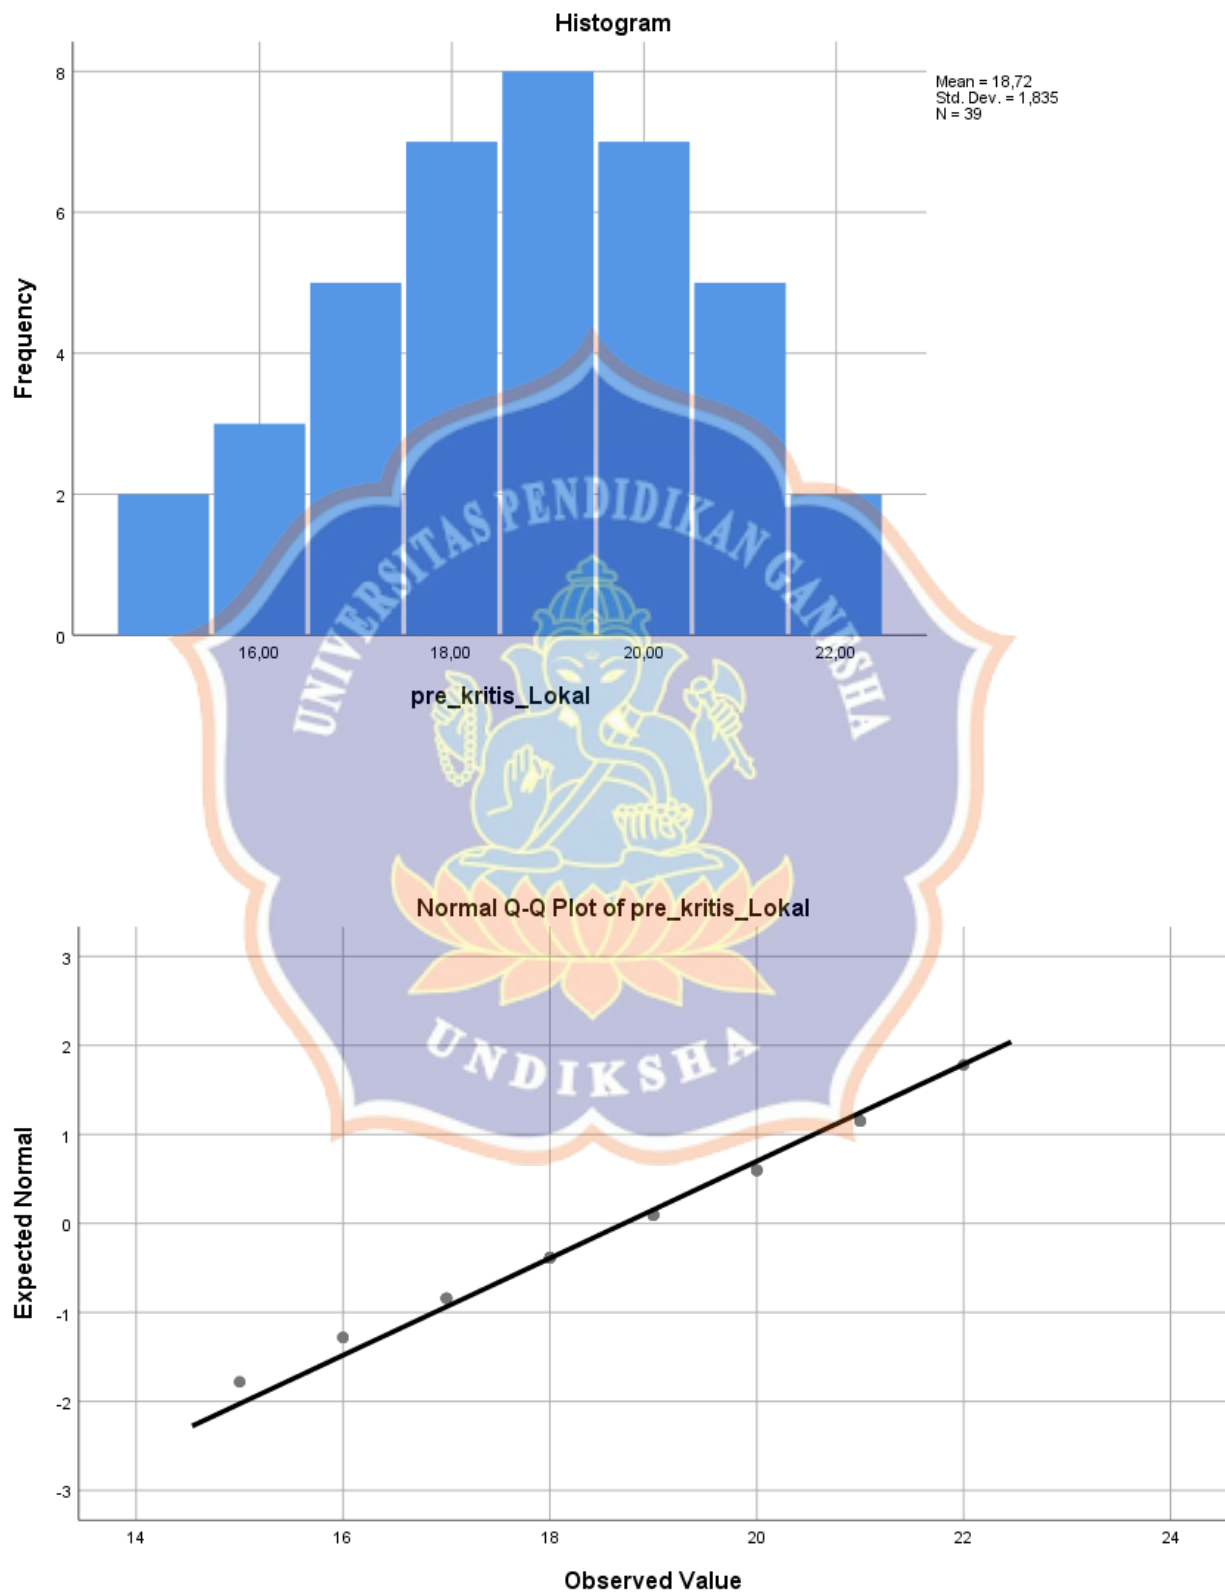 Histogram
8
6
4
2
0
Frequency
Mean = 18,72
Std. Dev. = 1,835
N = 39
16,00
18,00
20,00
22,00
pre_kritis_Lokal
UNIVERSITAS PENDIDIKAN GANESHA
UNDIKSHA
Normal Q-Q Plot of pre_kritis_Lokal
3
2
1
0
-1
-2
-3
Expected Normal
14
16
18
20
22
24
Observed Value